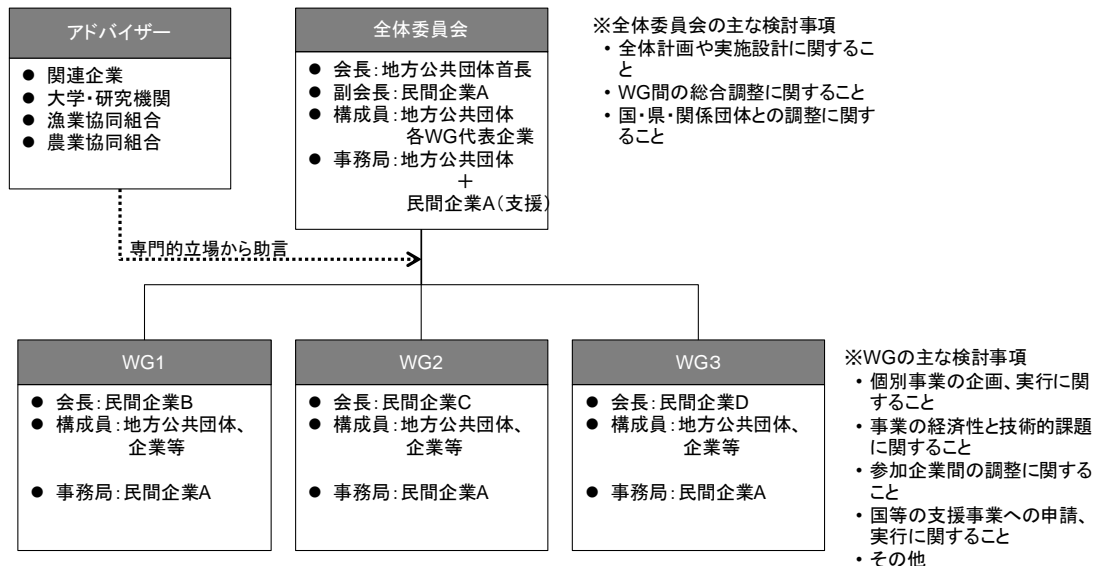 アドバイザー
● 関連企業
● 大学・研究機関
● 漁業協同組合
● 農業協同組合
全体委員会
● 会長：地方公共団体首長
● 副会長：民間企業A
● 構成員：地方公共団体
各WG代表企業
● 事務局：地方公共団体
＋
民間企業A（支援）
※全体委員会の主な検討事項
・全体計画や実施設計に関するこ
と
・WG間の総合調整に関すること
・国・県・関係団体との調整に関す
ること
専門的立場から助言
WG1
● 会長：民間企業B
● 構成員：地方公共団体、
企業等
● 事務局：民間企業A
WG2
● 会長：民間企業C
● 構成員：地方公共団体、
企業等
● 事務局：民間企業A
WG3
● 会長：民間企業D
● 構成員：地方公共団体、
企業等
● 事務局：民間企業A
※WGの主な検討事項
・個別事業の企画、実行に関
すること
・事業の経済性と技術的課題
に関すること
・参加企業間の調整に関する
こと
・国等の支援事業への申請、
実行に関すること
・その他